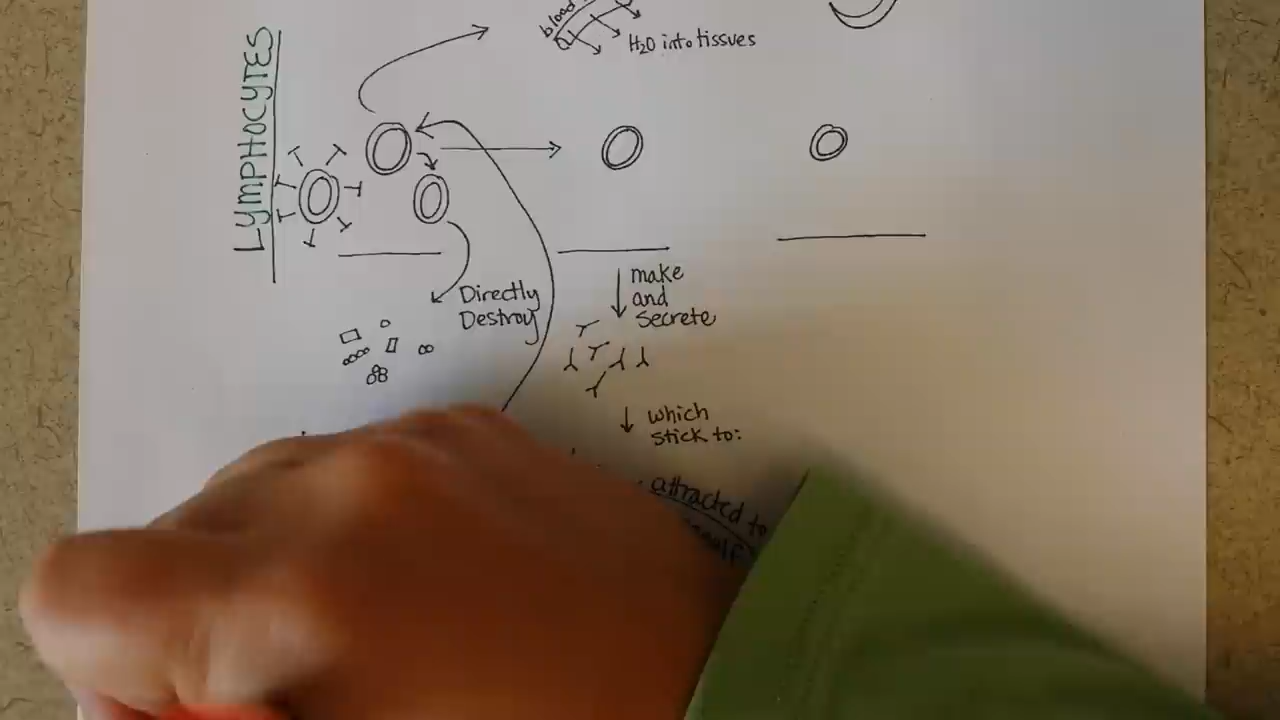 blood
H2O into tissues
LYMPHOCYTES
Directly
Destroy
make
and
secrete
which
stick to:
attracted to